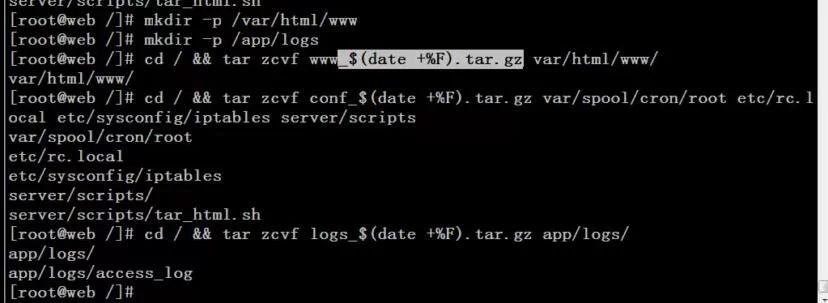 server/scripts/tar_html.sh
[root@web /]# mkdir -p /var/html/www
[root@web /]# mkdir -p /app/logs
[root@web /]# cd / && tar zcvf www_$(date +%F).tar.gz var/html/www/
var/html/www/
[root@web /]# cd / && tar zcvf conf_$(date +%F).tar.gz var/spool/cron/root etc/rc.l
ocal etc/sysconfig/iptables server/scripts
var/spool/cron/root
etc/rc.local
etc/sysconfig/iptables
server/scripts/
server/scripts/tar_html.sh
[root@web /]# cd / && tar zcvf logs_$(date +%F).tar.gz app/logs/
app/logs/
app/logs/access_log
[root@web /]#